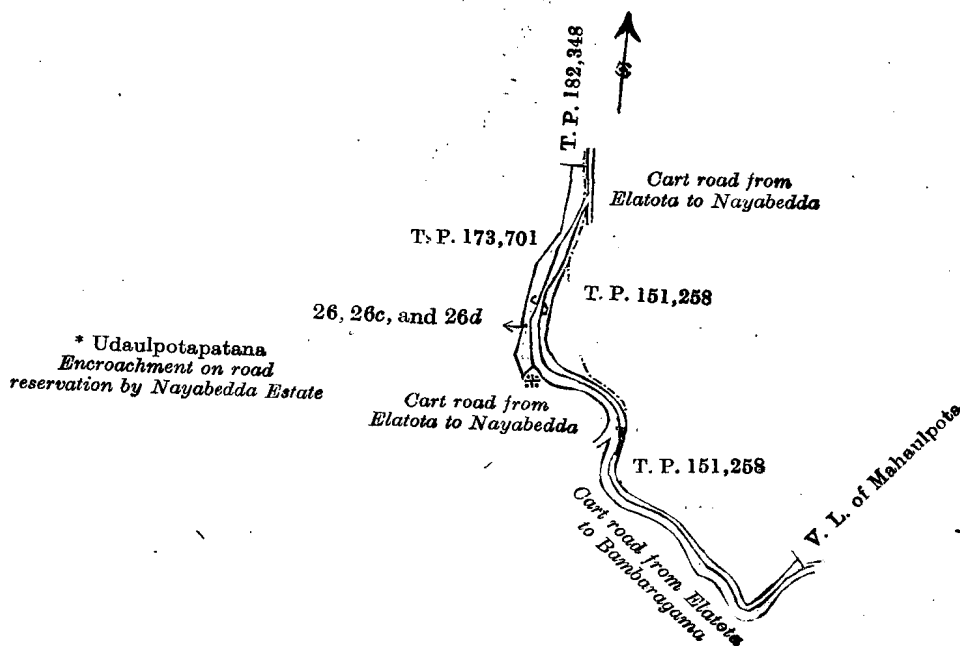 T. P. 182,348
Cart road from
Elatota to Nayabedda
T. P. 173,701
T. P. 151,258
26, 26c, and 26d
* Udaulpotapatana
Encroachment on road
reservation by Nayabedda Estate
Cart road from
Elatota to Nayabedda
T. P. 151,258
V. L. of Mahaulpota
Cart road from Elatota
to Bambaragama